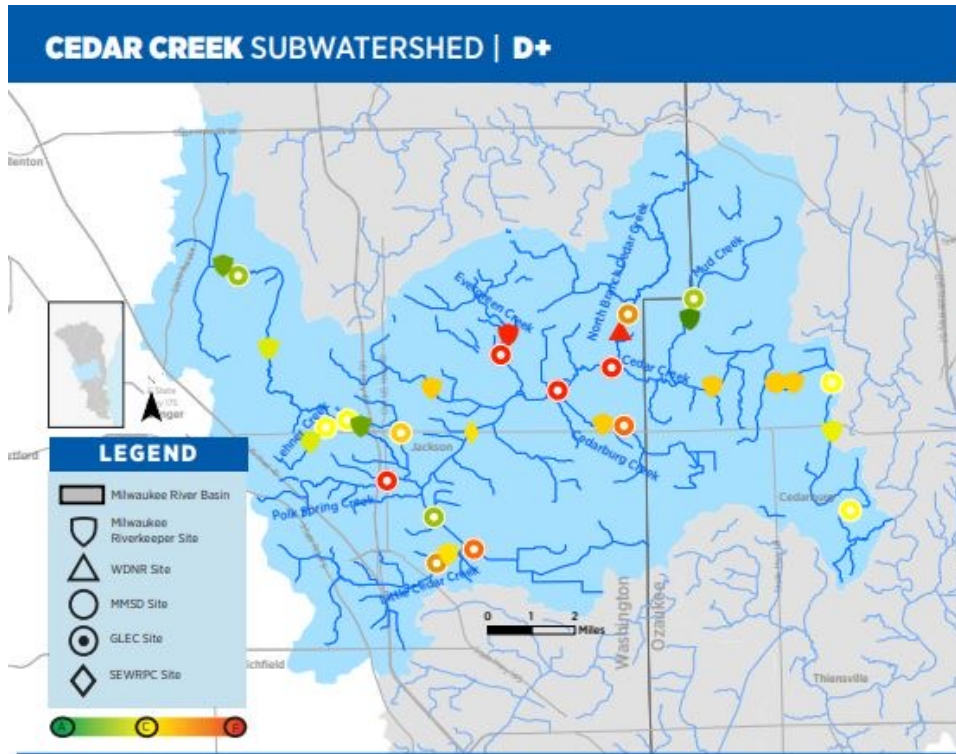 CEDAR CREEK SUBWATERSHED | D+
Evergreen Creek
North Branch Cedar Creek
Mud Creek
Cedar Creek
Lehner Creek
Jackson
Cedarburg Creek
Polk Spring Creek
Cedarburg
Little Cedar Creek
Washington
Ozaukee
0 1 2
Miles
Thiensville
LEGEND
Milwaukee River Basin
Milwaukee
Riverkeeper Site
WDNR Site
MMSD Site
GLEC Site
SEWRPC Site
A C F